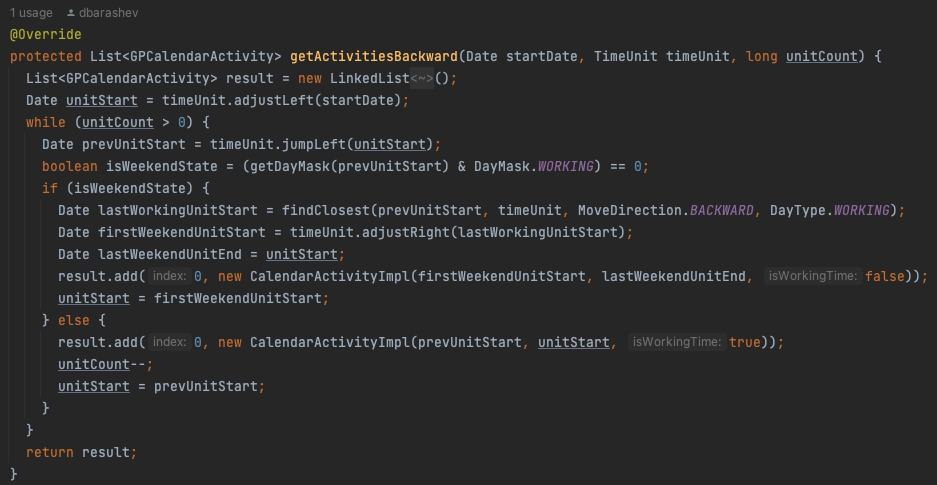 1 usage dbarashev
@Override
protected List<GPCalendarActivity> getActivitiesBackward(Date startDate, TimeUnit timeUnit, long unitCount) {
  List<GPCalendarActivity> result = new LinkedList<~>();
  Date unitStart = timeUnit.adjustLeft(startDate);
  while (unitCount > 0) {
    Date prevUnitStart = timeUnit.jumpLeft(unitStart);
    boolean isWeekendState = (getDayMask(prevUnitStart) & DayMask.WORKING) == 0;
    if (isWeekendState) {
      Date lastWorkingUnitStart = findClosest(prevUnitStart, timeUnit, MoveDirection.BACKWARD, DayType.WORKING);
      Date firstWeekendUnitStart = timeUnit.adjustRight(lastWorkingUnitStart);
      Date lastWeekendUnitEnd = unitStart;
      result.add( index: 0, new CalendarActivityImpl(firstWeekendUnitStart, lastWeekendUnitEnd, isWorkingTime: false));
      unitStart = firstWeekendUnitStart;
    } else {
      result.add( index: 0, new CalendarActivityImpl(prevUnitStart, unitStart, isWorkingTime: true));
      unitCount--;
      unitStart = prevUnitStart;
    }
  }
  return result;
}